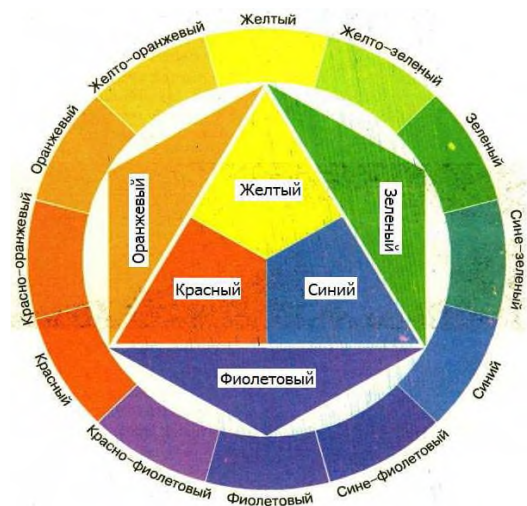 Желтый
Желто-зеленый
Зеленый
Сине-зеленый
Синий
Сине-фиолетовый
Фиолетовый
Красно-фиолетовый
Красный
Красно-оранжевый
Оранжевый
Желто-оранжевый
Желтый
Оранжевый
Зеленый
Красный
Синий
Фиолетовый